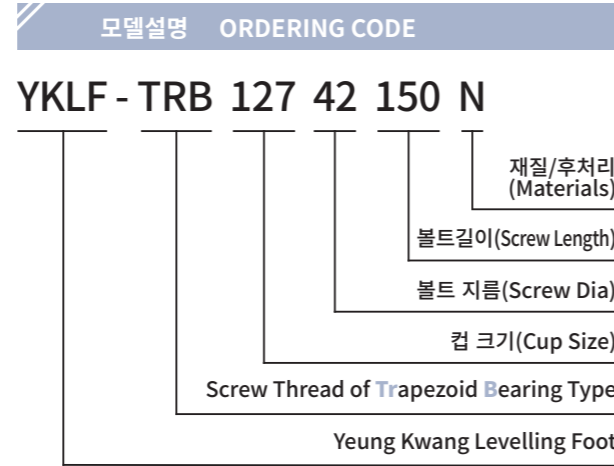 모델설명 ORDERING CODE
YKLF - TRB 127 42 150 N
재질/후처리
(Materials)
볼트길이(Screw Length)
볼트 지름(Screw Dia)
컵 크기(Cup Size)
Screw Thread of Trapezoid Bearing Type
Yeung Kwang Levelling Foot